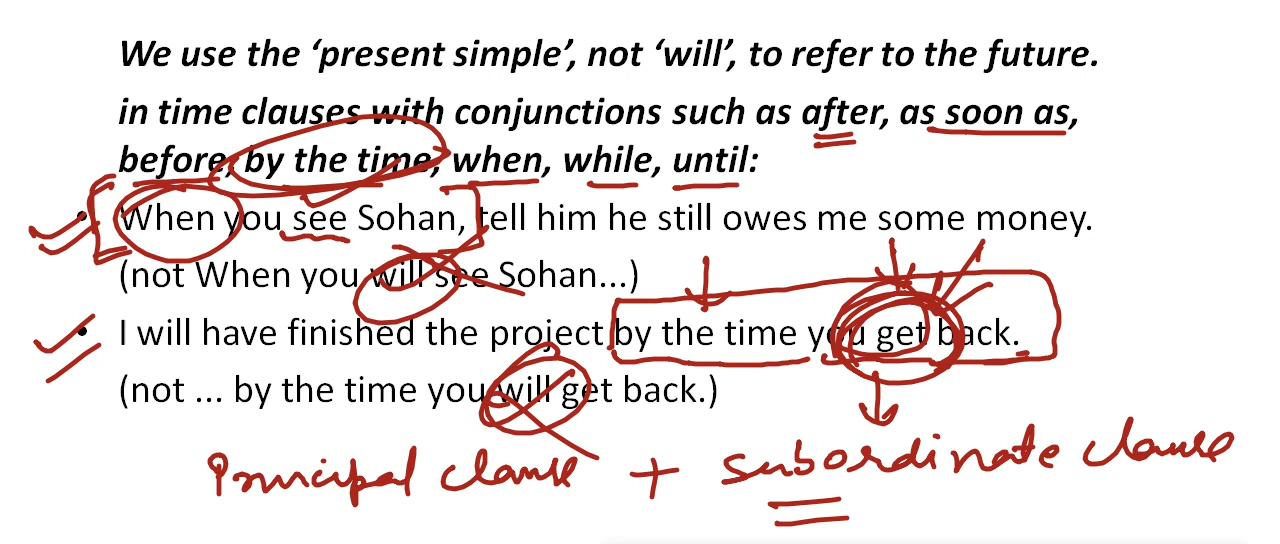 We use the ‘present simple’, not ‘will’, to refer to the future.
in time clauses with conjunctions such as after, as soon as,
before, by the time, when, while, until:
• When you see Sohan, tell him he still owes me some money.
(not When you will see Sohan...)
• I will have finished the project by the time you get back.
(not ... by the time you will get back.)
Principal clause + subordinate clause